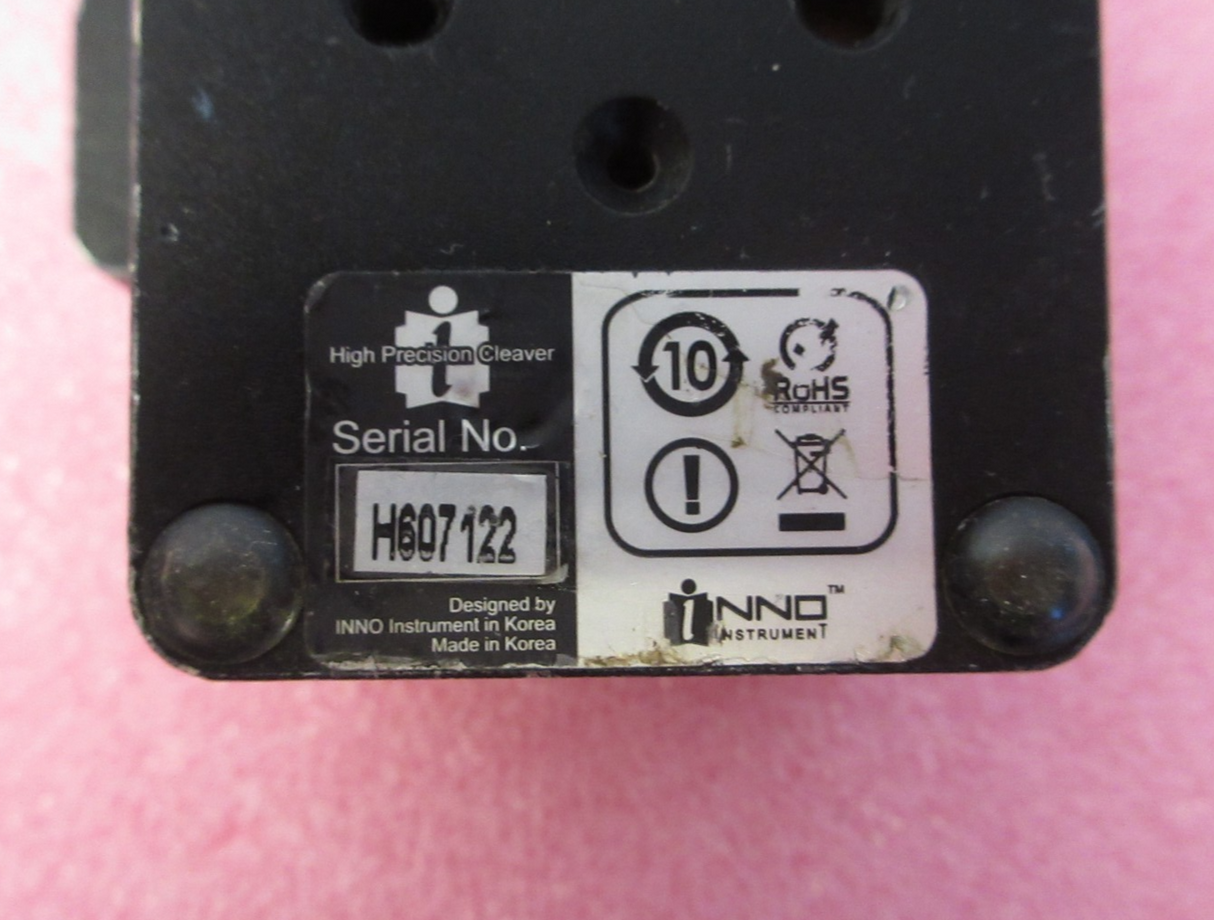 High Precision Cleaver
Serial No.
H607122
Designed by
INNO Instrument in Korea
Made in Korea
10
RoHS
COMPLIANT
!
iNNO™
INSTRUMENT